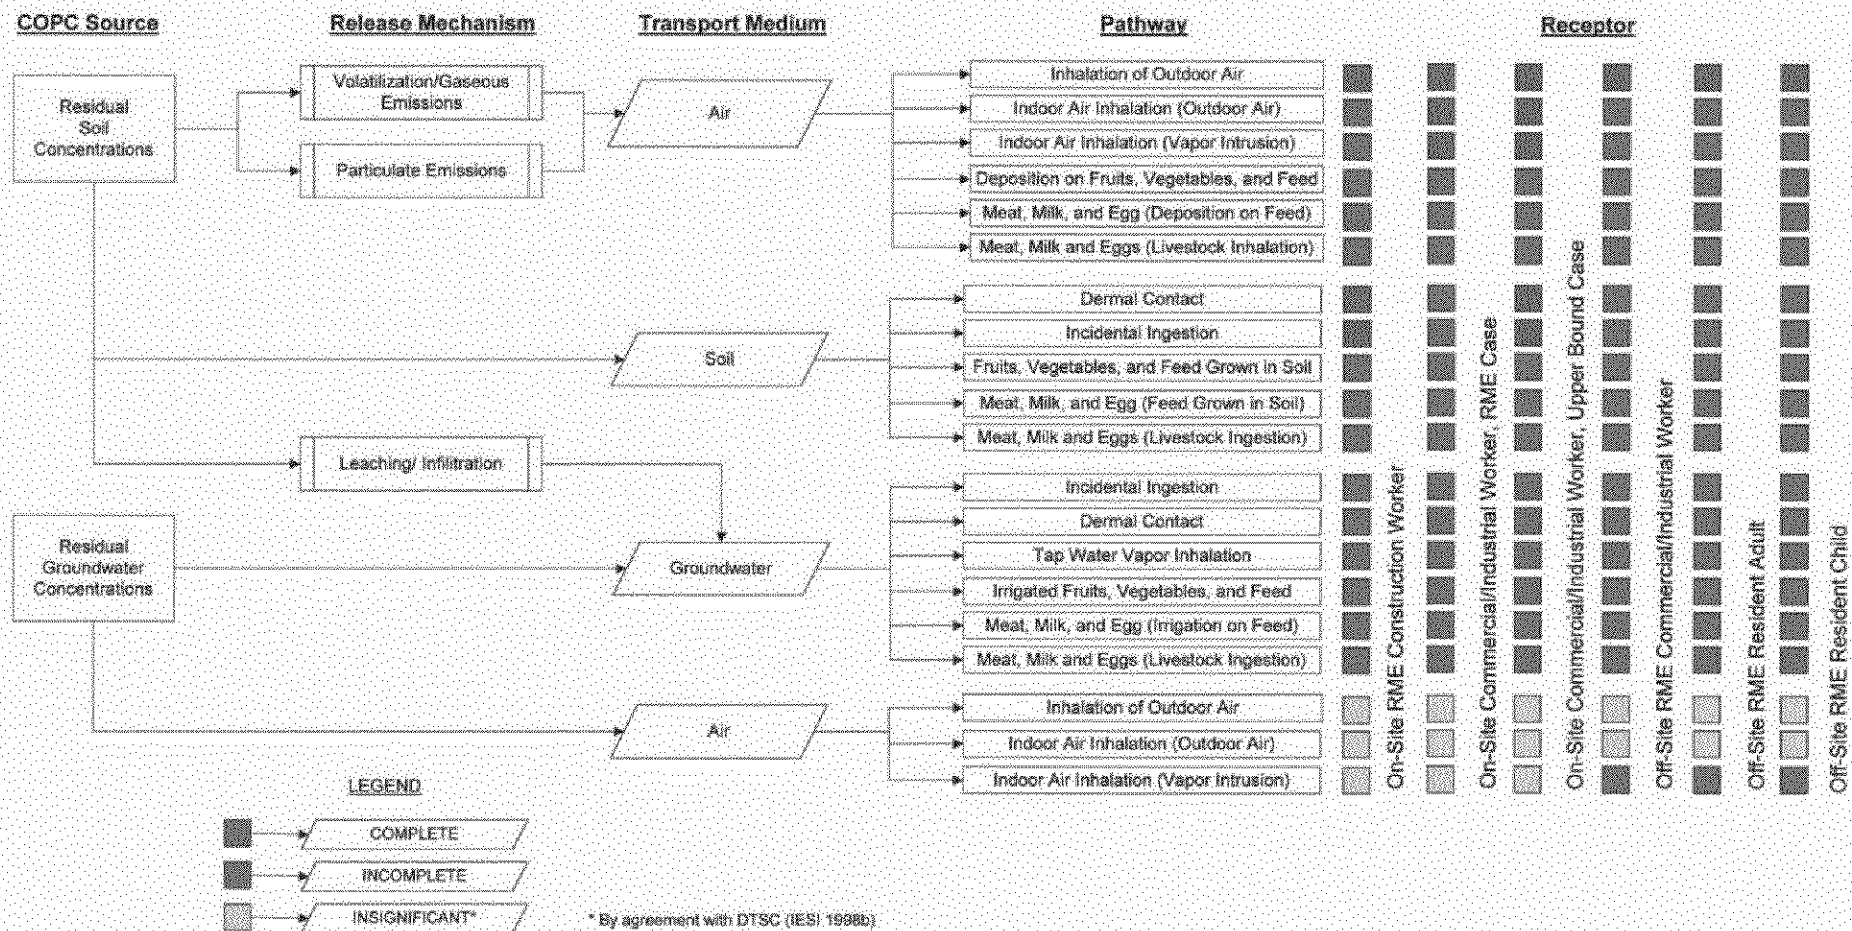 COPC Source
Release Mechanism
Transport Medium
Pathway
Receptor
Residual
Soil
Concentrations
Volatilization/Gaseous
Emissions
Particulate Emissions
Air
Inhalation of Outdoor Air
Indoor Air Inhalation (Outdoor Air)
Indoor Air Inhalation (Vapor Intrusion)
Deposition on Fruits, Vegetables, and Feed
Meat, Milk, and Egg (Deposition on Feed)
Meat, Milk and Eggs (Livestock Inhalation)
Soil
Dermal Contact
Incidental Ingestion
Fruits, Vegetables, and Feed Grown in Soil
Meat, Milk, and Egg (Feed Grown in Soil)
Meat, Milk and Eggs (Livestock Ingestion)
Leaching/ Infilitration
Residual
Groundwater
Concentrations
Groundwater
Incidental Ingestion
Dermal Contact
Tap Water Vapor Inhalation
Irrigated Fruits, Vegetables, and Feed
Meat, Milk, and Egg (Irrigation on Feed)
Meat, Milk and Eggs (Livestock Ingestion)
Air
Inhalation of Outdoor Air
Indoor Air Inhalation (Outdoor Air)
Indoor Air Inhalation (Vapor Intrusion)
On-Site RME Construction Worker
On-Site Commercial/Industrial Worker, RME Case
On-Site Commercial/Industrial Worker, Upper Bound Case
Off-Site RME Commercial/Industrial Worker
Off-Site RME Resident Adult
Off-Site RME Resident Child
LEGEND
COMPLETE
INCOMPLETE
INSIGNIFICANT*
* By agreement with DTSC (IESI 1998b)